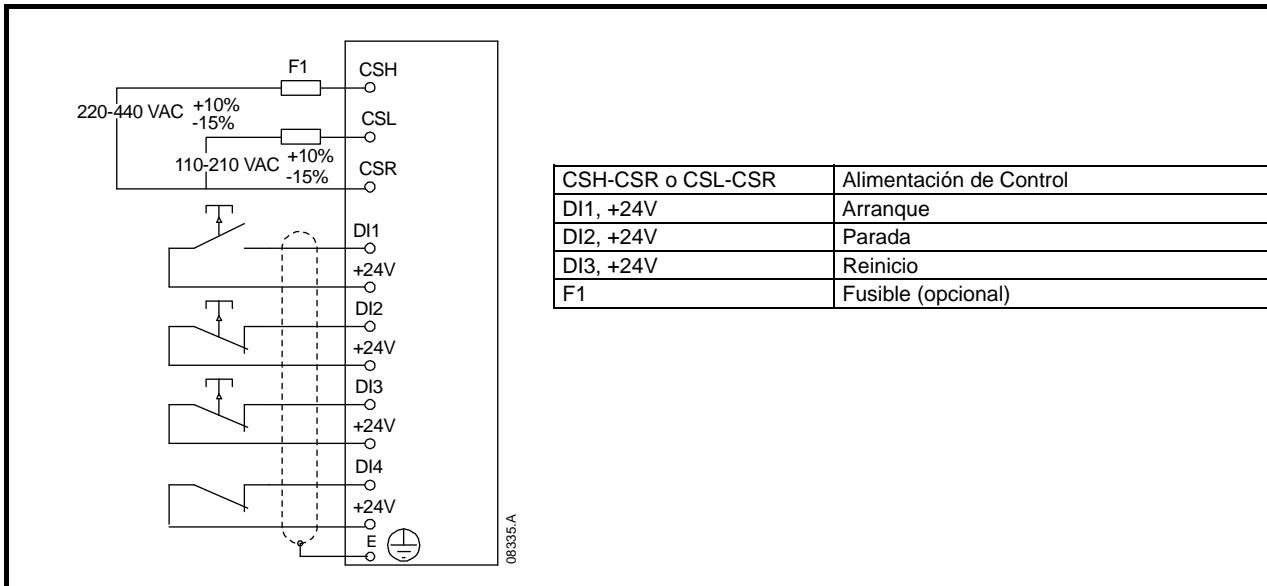 F1
CSH
220-440 VAC +10%
-15%
CSL
110-210 VAC +10%
-15%
CSR
DI1
+24V
DI2
+24V
DI3
+24V
DI4
+24V
E
08335.A
CSH-CSR o CSL-CSR Alimentación de Control
DI1, +24V Arranque
DI2, +24V Parada
DI3, +24V Reinicio
F1 Fusible (opcional)